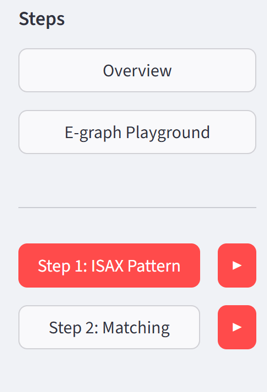 Steps
Overview
E-graph Playground
Step 1: ISAX Pattern
Step 2: Matching